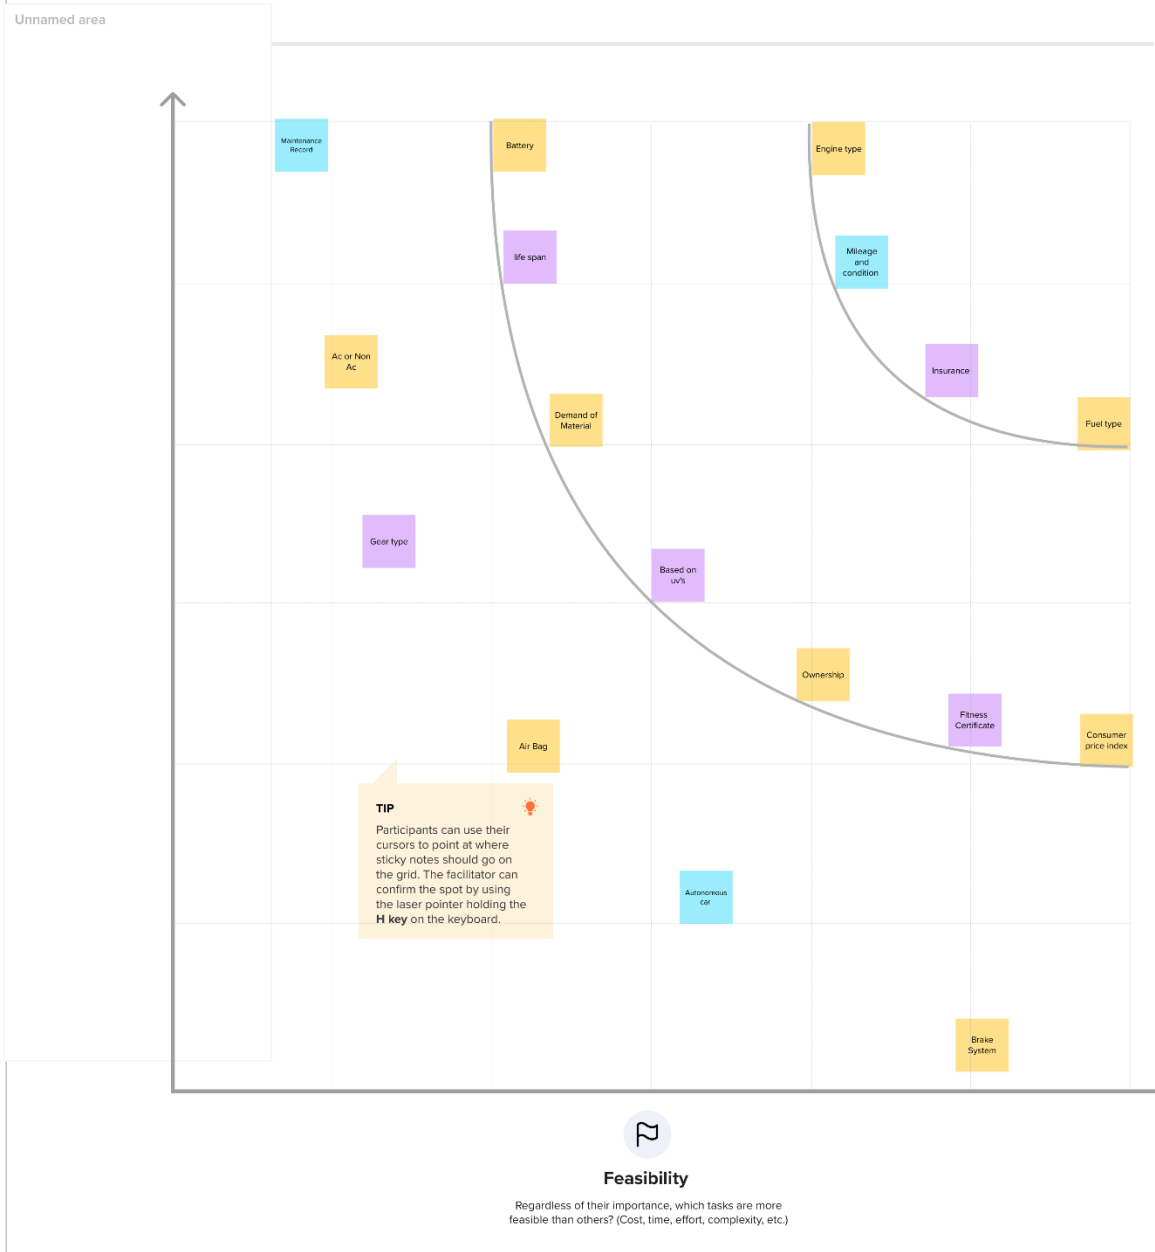 Unnamed area
Maintenance
Record
Battery
Engine type
life span
Mileage
and
condition
Ac or Non
Ac
Insurance
Demand of
Material
Fuel type
Gear type
Based on
uv's
Ownership
Fitness
Certificate
Consumer
price index
Air Bag
TIP
Participants can use their
cursors to point at where
sticky notes should go on
the grid. The facilitator can
confirm the spot by using
the laser pointer holding the
H key on the keyboard.
Autonomous
car
Brake
System
Feasibility
Regardless of their importance, which tasks are more
feasible than others? (Cost, time, effort, complexity, etc.)